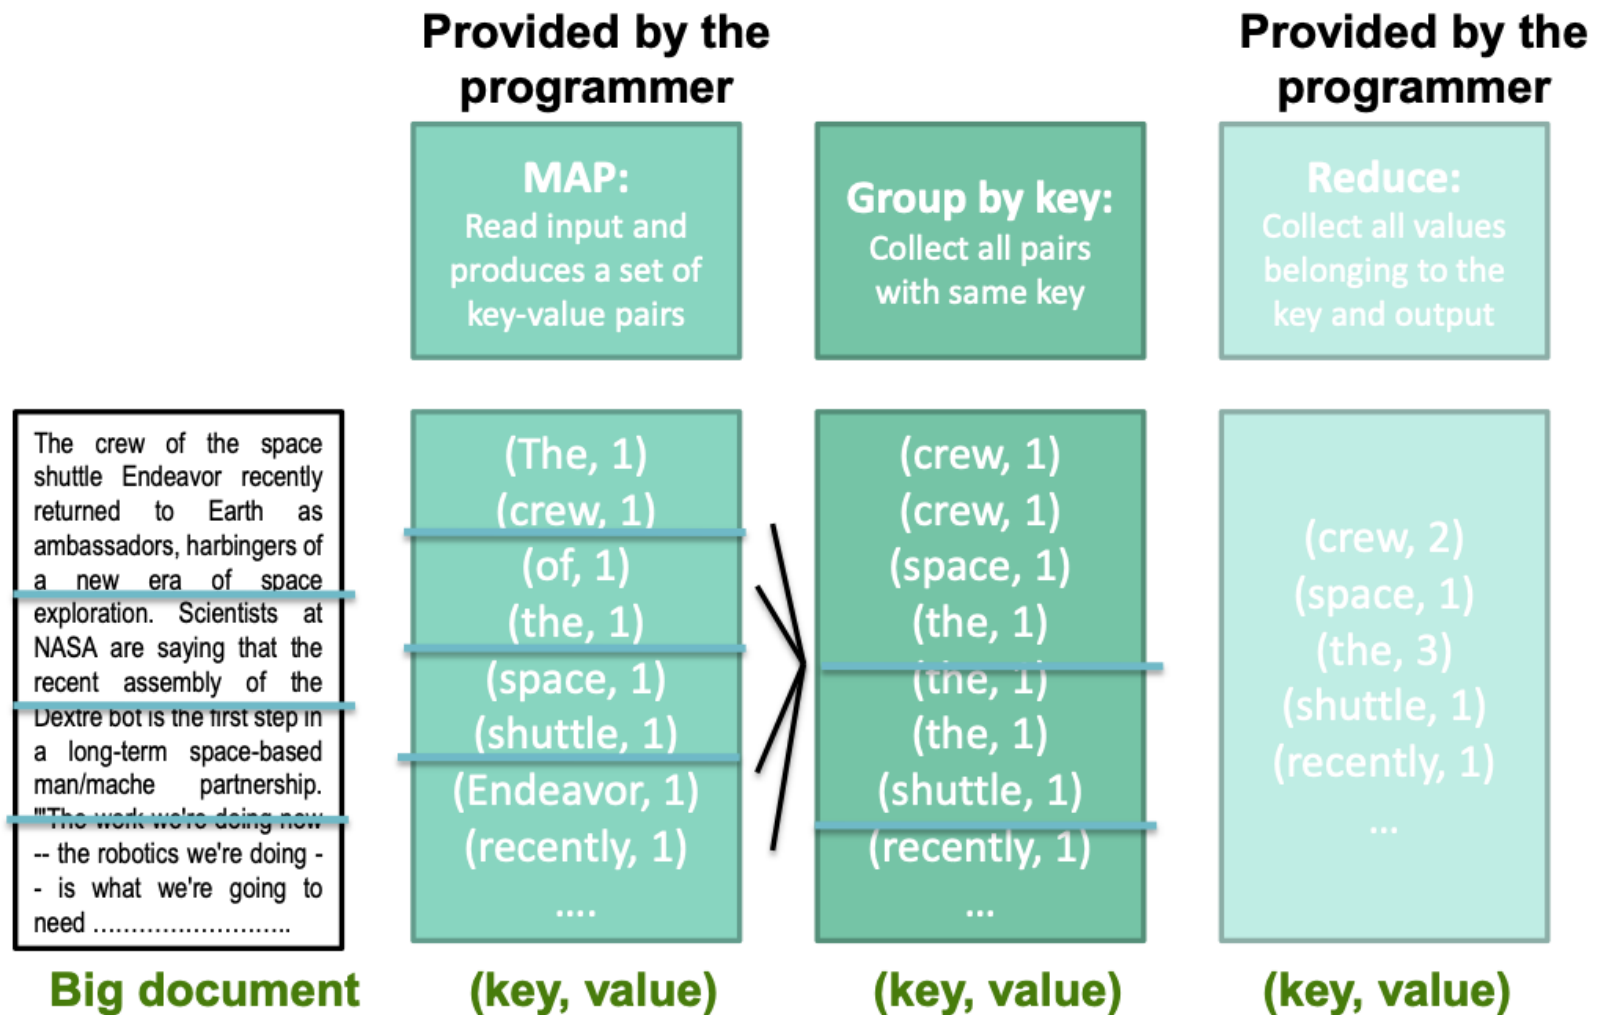 Provided by the
programmer
Provided by the
programmer
MAP:
Read input and
produces a set of
key-value pairs
Group by key:
Collect all pairs
with same key
Reduce:
Collect all values
belonging to the
key and output
The crew of the space
shuttle Endeavor recently
returned to Earth as
ambassadors, harbingers of
a new era of space
exploration. Scientists at
NASA are saying that the
recent assembly of the
Dextre bot is the first step in
a long-term space-based
man/mache partnership.
"'The work we're doing now
-- the robotics we're doing -
- is what we're going to
need ……………………..
(The, 1)
(crew, 1)
(of, 1)
(the, 1)
(space, 1)
(shuttle, 1)
(Endeavor, 1)
(recently, 1)
....
(crew, 1)
(crew, 1)
(space, 1)
(the, 1)
(the, 1)
(the, 1)
(shuttle, 1)
(recently, 1)
...
(crew, 2)
(space, 1)
(the, 3)
(shuttle, 1)
(recently, 1)
...
Big document
(key, value)
(key, value)
(key, value)